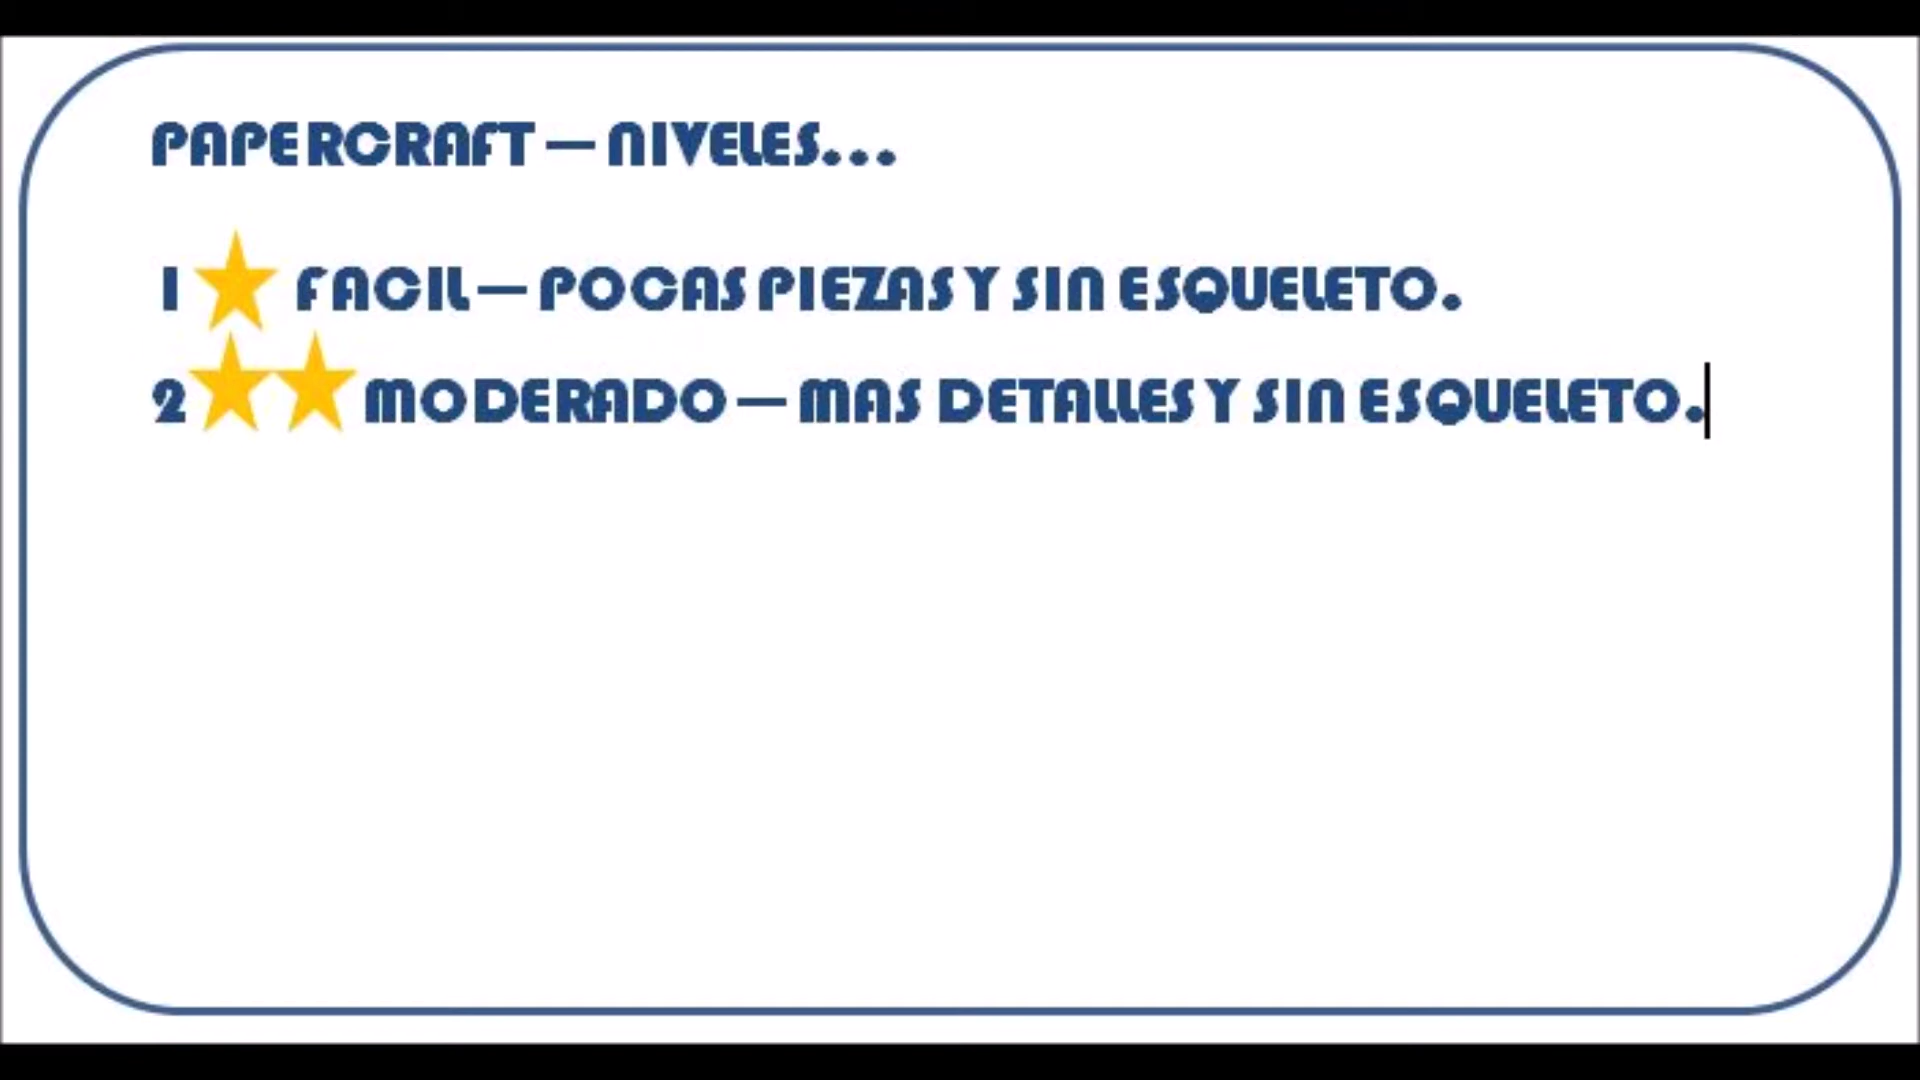 PAPERCRAFT — NIVELES...
1 FACIL — POCAS PIEZAS Y SIN ESQUELETO.
2 MODERADO — MAS DETALLES Y SIN ESQUELETO.